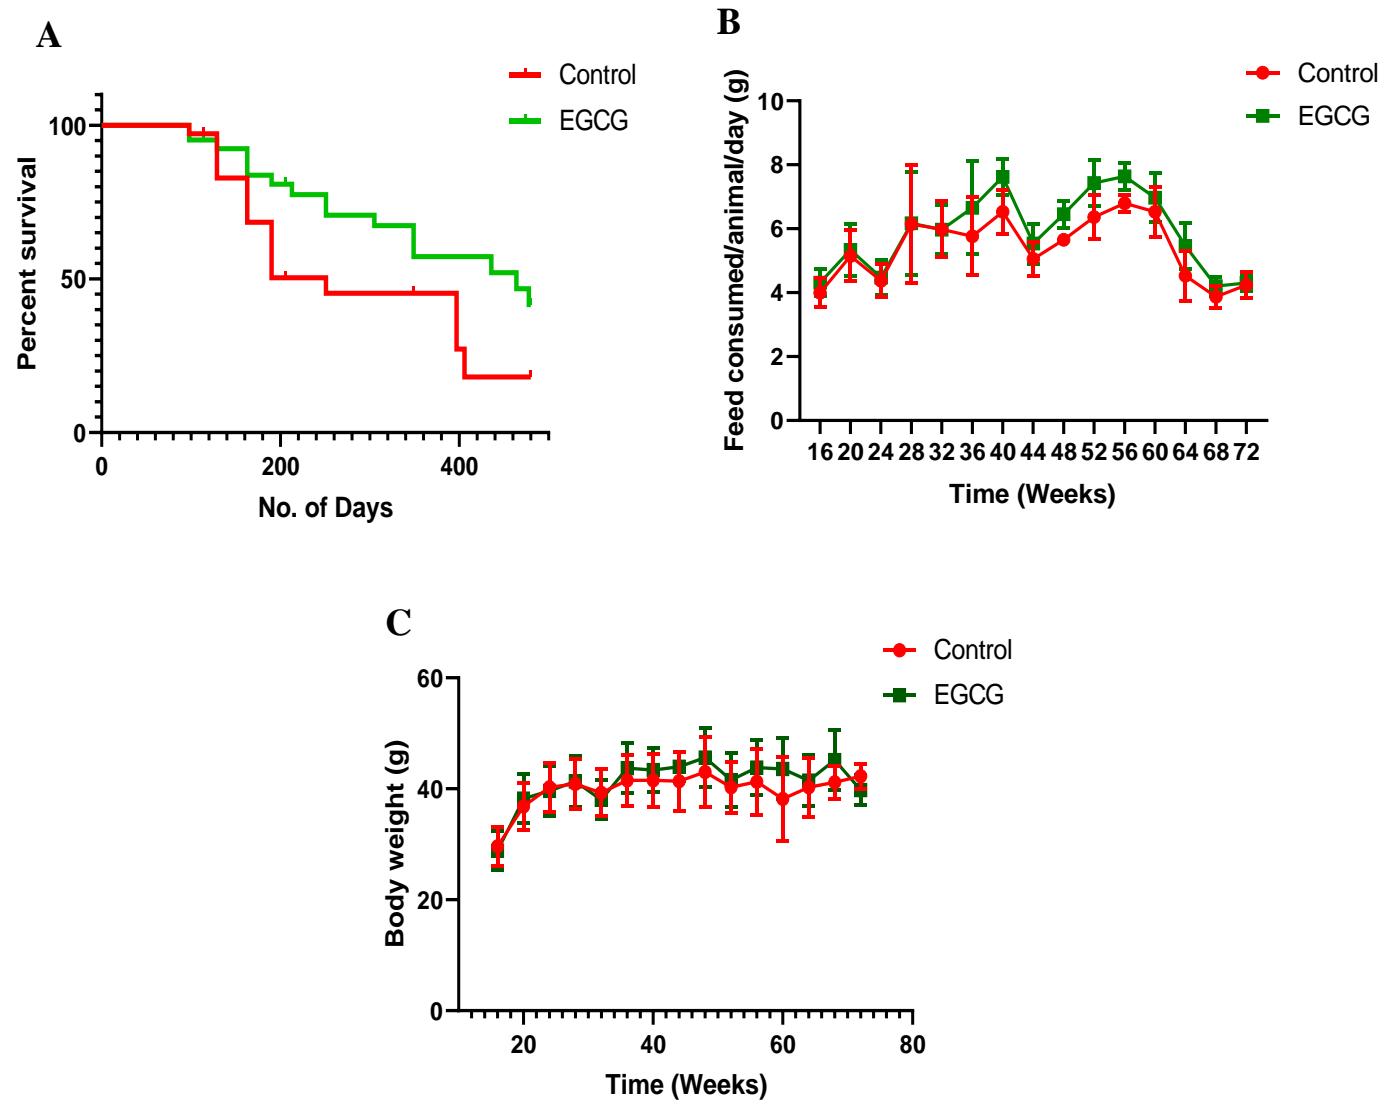 A
Control
EGCG
Percent survival
100
50
0
0 200 400
No. of Days
B
Control
EGCG
Feed consumed/animal/day (g)
10
8
6
4
2
0
16 20 24 28 32 36 40 44 48 52 56 60 64 68 72
Time (Weeks)
C
Control
EGCG
Body weight (g)
60
40
20
0
20 40 60 80
Time (Weeks)